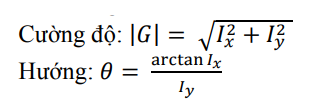 Cường độ: |G| = √(I_x^2 + I_y^2)
Hướng: θ = (arctan I_x)/(I_y)